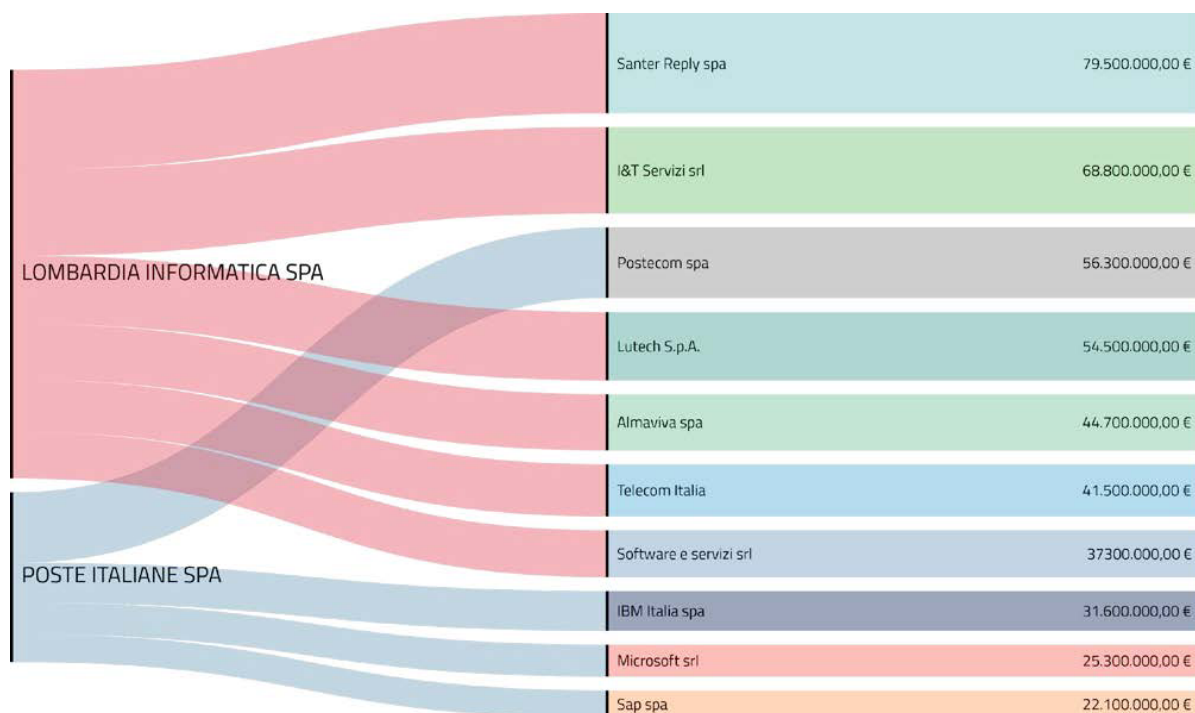 Santer Reply spa 79.500.000,00 €
I&T Servizi srl 68.800.000,00 €
Postecom spa 56.300.000,00 €
LOMBARDIA INFORMATICA SPA
Lutech S.p.A. 54.500.000,00 €
Almaviva spa 44.700.000,00 €
Telecom Italia 41.500.000,00 €
Software e servizi srl 37300.000,00 €
POSTE ITALIANE SPA
IBM Italia spa 31.600.000,00 €
Microsoft srl 25.300.000,00 €
Sap spa 22.100.000,00 €